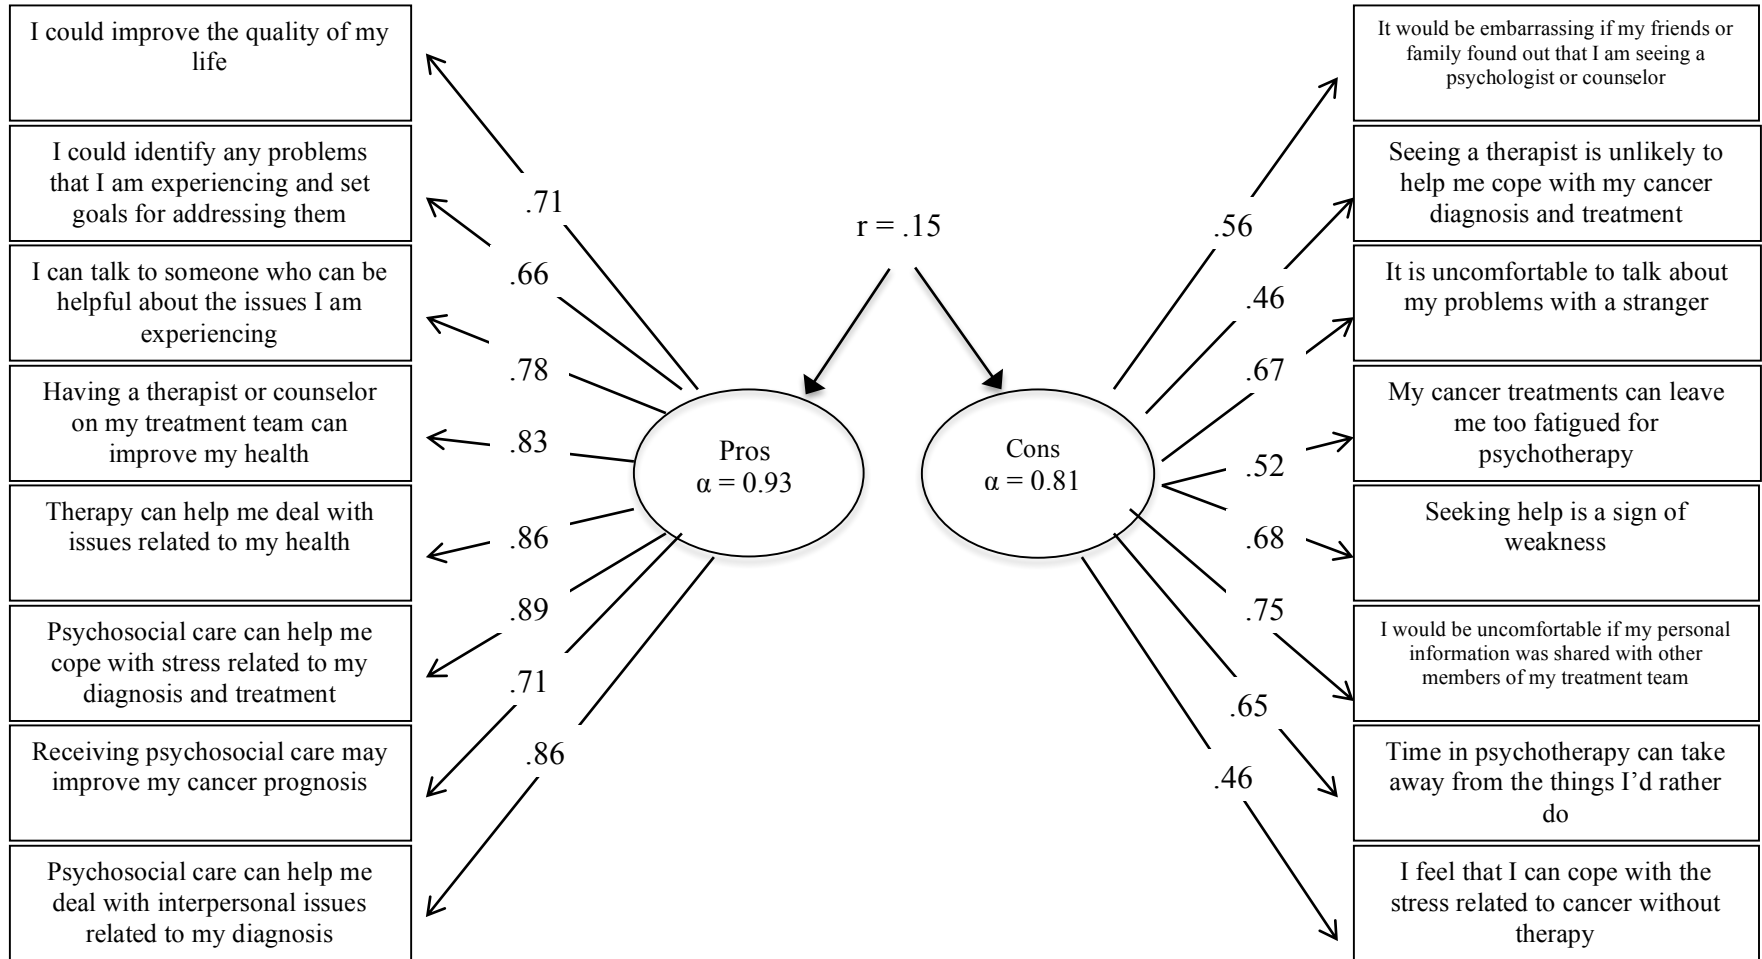 I could improve the quality of my
life
I could identify any problems
that I am experiencing and set
goals for addressing them
I can talk to someone who can be
helpful about the issues I am
experiencing
Having a therapist or counselor
on my treatment team can
improve my health
Therapy can help me deal with
issues related to my health
Psychosocial care can help me
cope with stress related to my
diagnosis and treatment
Receiving psychosocial care may
improve my cancer prognosis
Psychosocial care can help me
deal with interpersonal issues
related to my diagnosis
.71
.66
.78
.83
.86
.89
.71
.86
r = .15
Pros
α = 0.93
Cons
α = 0.81
.56
.46
.67
.52
.68
.75
.65
.46
It would be embarrassing if my friends or
family found out that I am seeing a
psychologist or counselor
Seeing a therapist is unlikely to
help me cope with my cancer
diagnosis and treatment
It is uncomfortable to talk about
my problems with a stranger
My cancer treatments can leave
me too fatigued for
psychotherapy
Seeking help is a sign of
weakness
I would be uncomfortable if my personal
information was shared with other
members of my treatment team
Time in psychotherapy can take
away from the things I’d rather
do
I feel that I can cope with the
stress related to cancer without
therapy